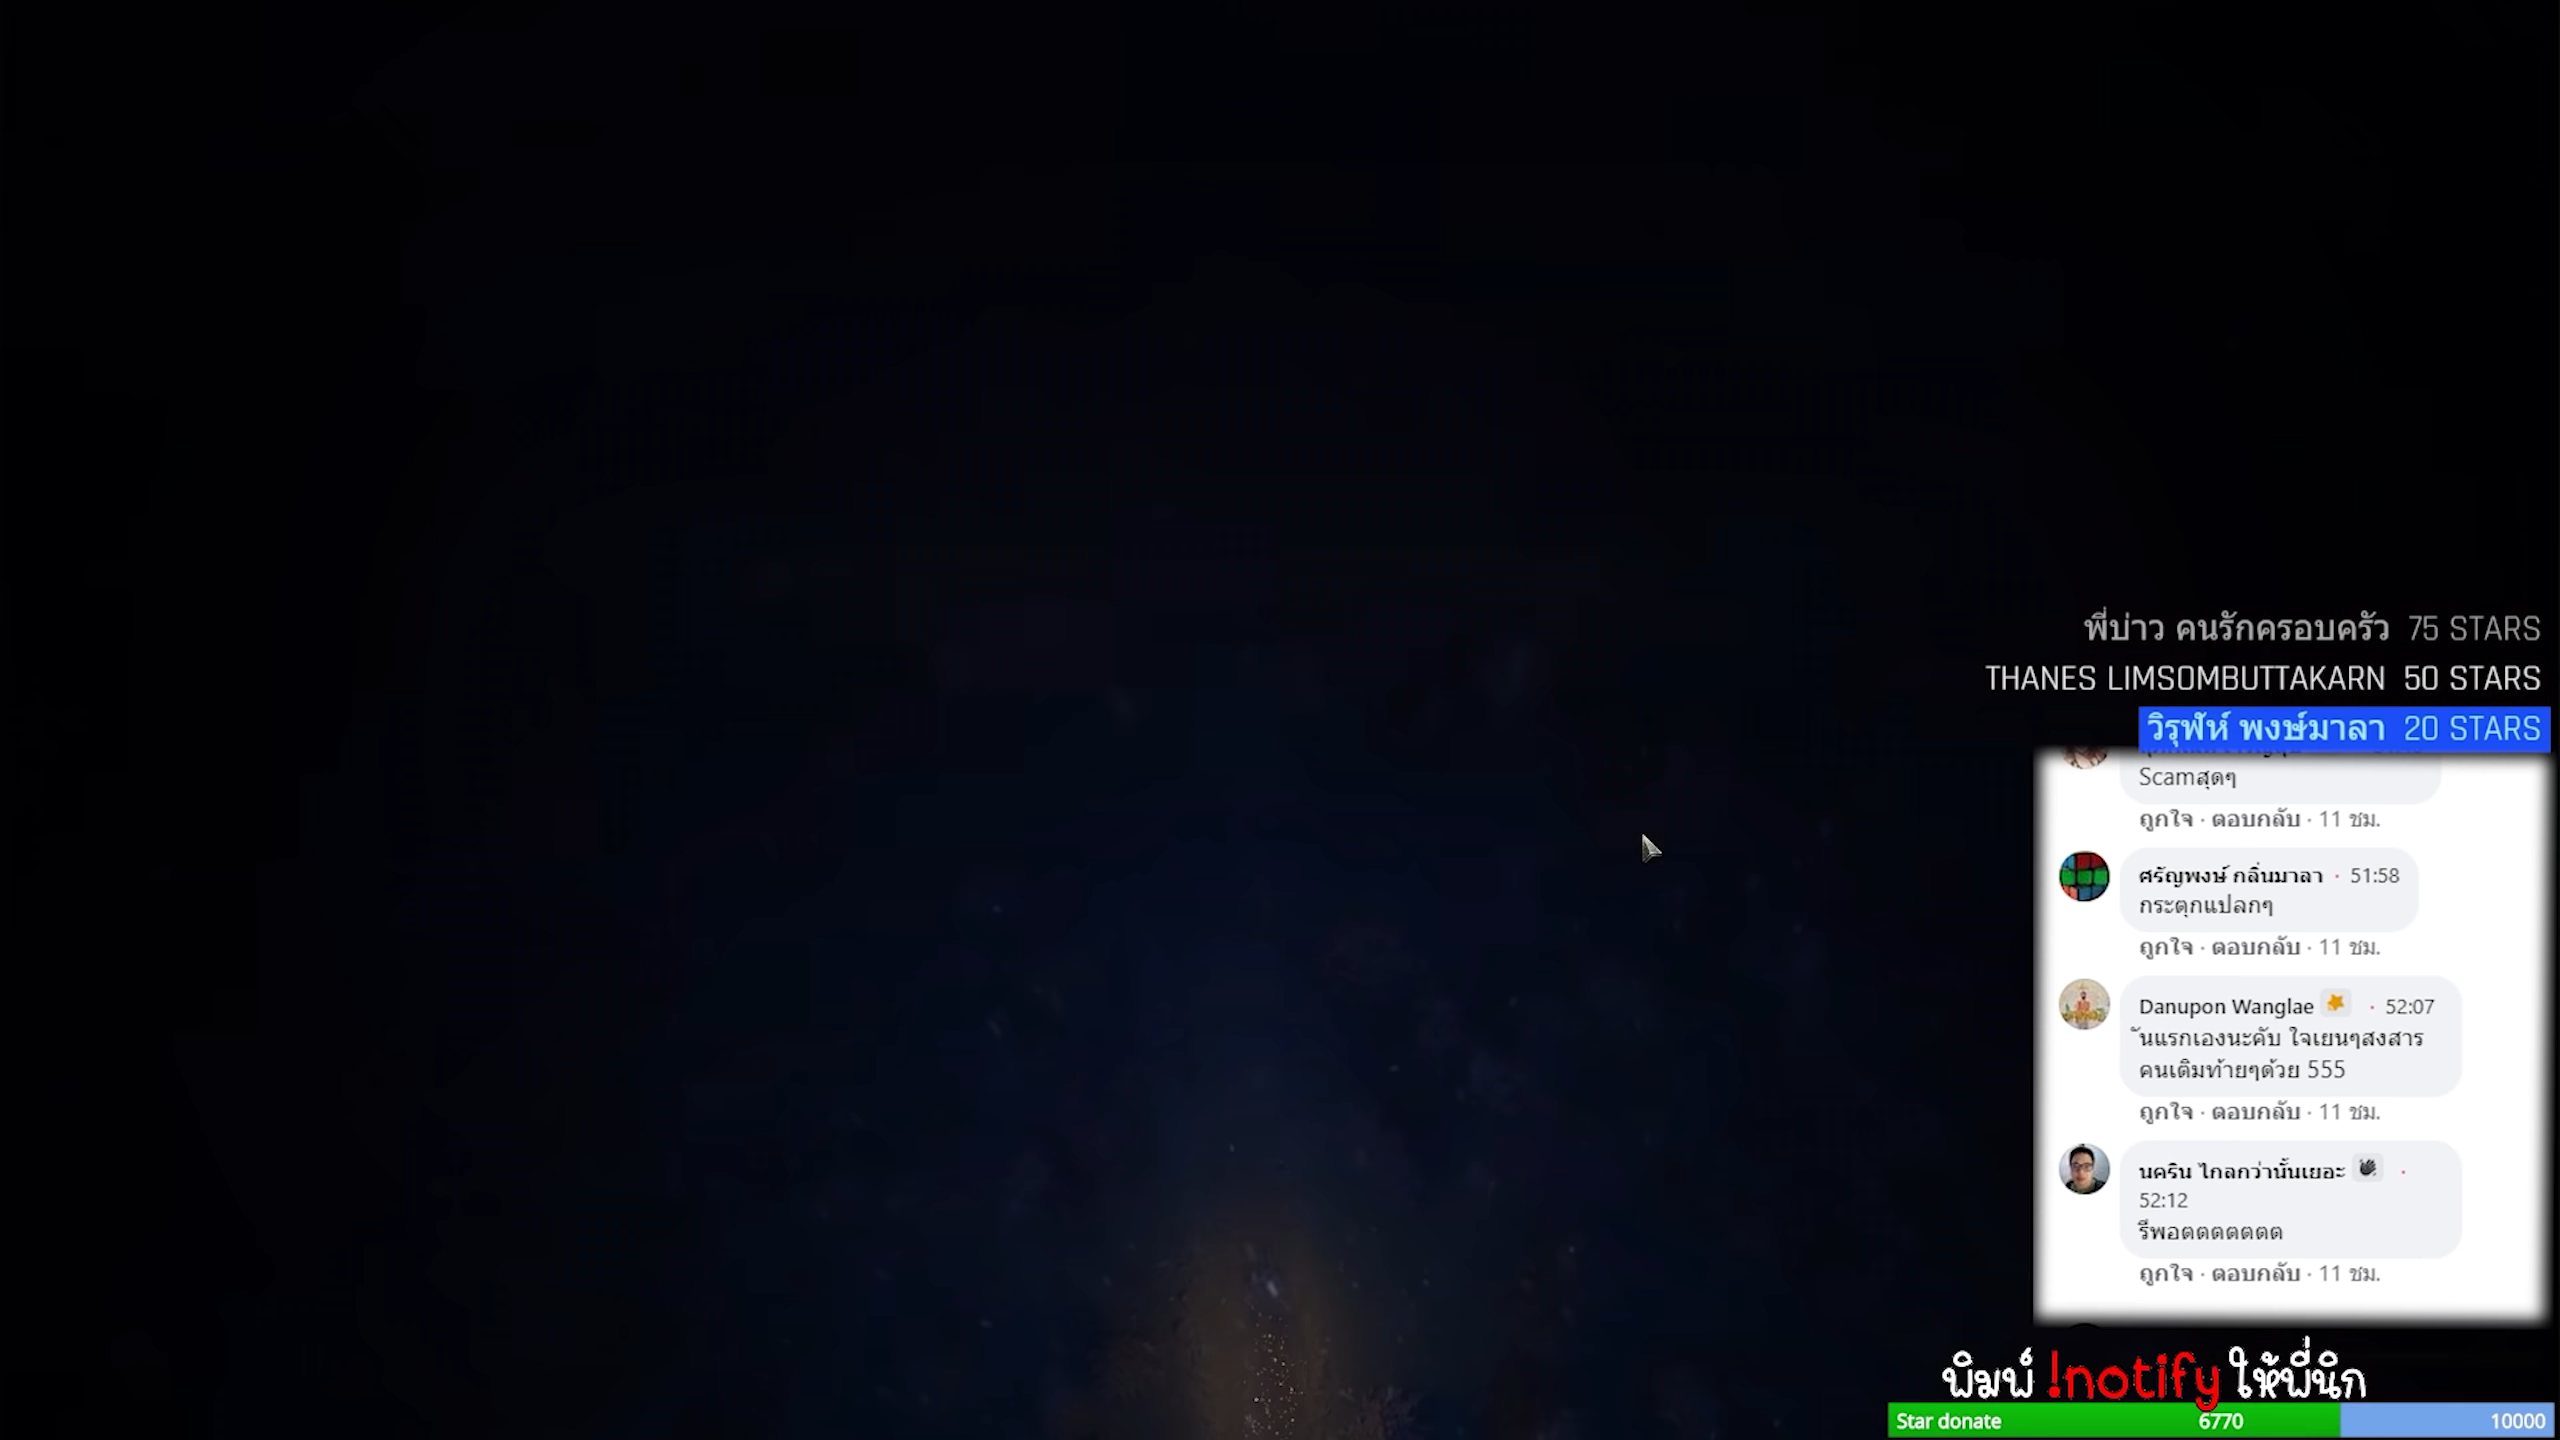 พี่บ่าว คนรักครอบครัว 75 STARS
THANES LIMSOMBUTTAKARN 50 STARS
วิรุฬห์ พงษ์มาลา 20 STARS
Scamสุดๆ
ถูกใจ · ตอบกลับ · 11 ชม.
ศรัญพงษ์ กลิ่นมาลา · 51:58
กระตุกแปลกๆ
ถูกใจ · ตอบกลับ · 11 ชม.
Danupon Wanglae · 52:07
ันแรกเองนะคับ ใจเยนๆสงสาร
คนเติมท้ายๆด้วย 555
ถูกใจ · ตอบกลับ · 11 ชม.
นคริน ไกลกว่านั้นเยอะ ·
52:12
รีพอตตตตตตต
ถูกใจ · ตอบกลับ · 11 ชม.
พิมพ์ !notify ให้พี่นิก
Star donate 6770 10000